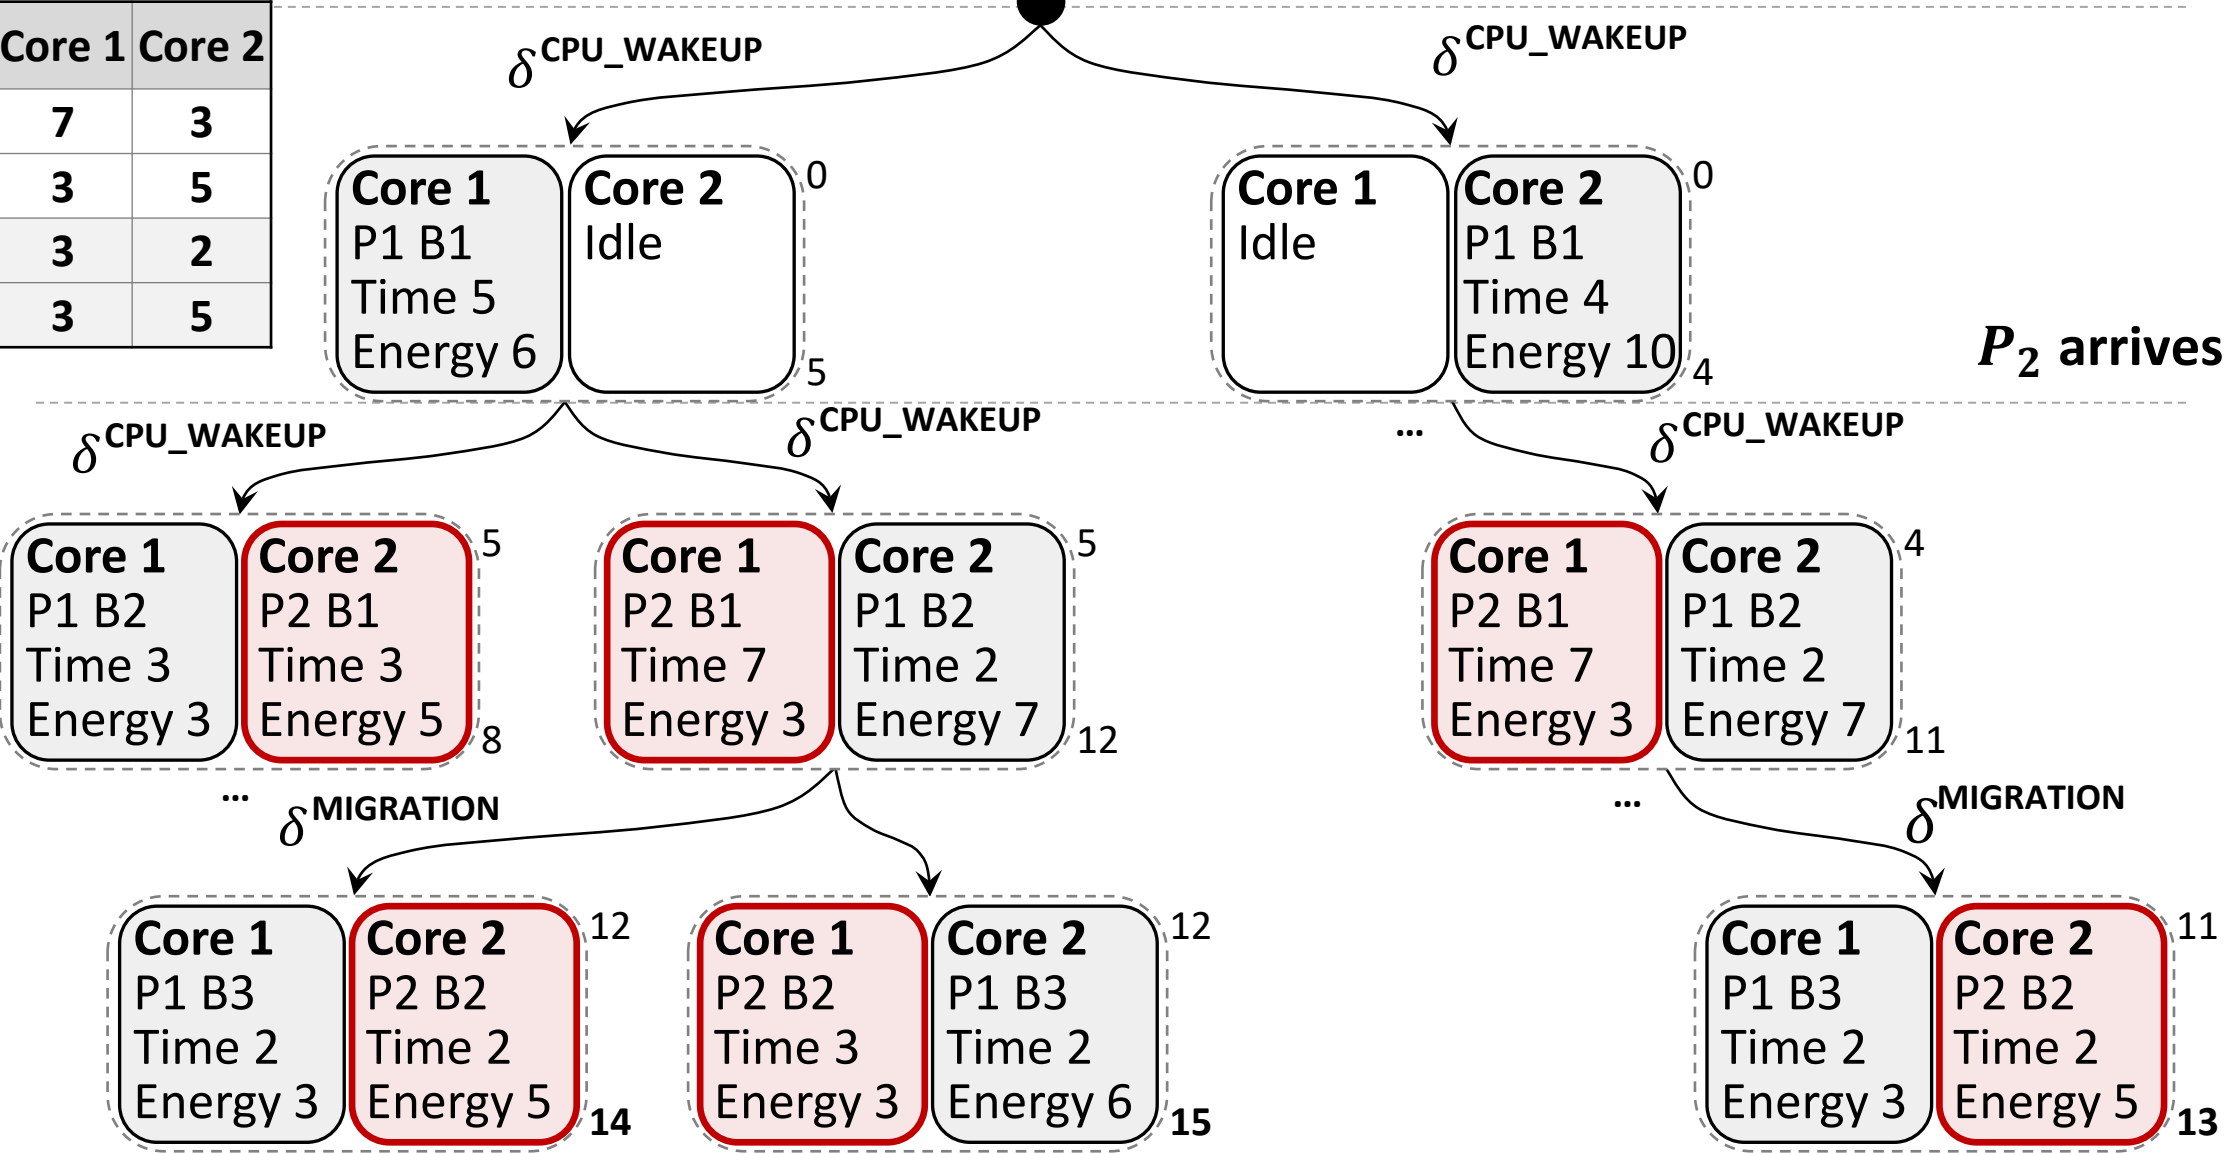 Core 1 Core 2
7 3
3 5
3 2
3 5
δ^CPU_WAKEUP
δ^CPU_WAKEUP
Core 1
P1 B1
Time 5
Energy 6
Core 2
Idle
0
5
Core 1
Idle
Core 2
P1 B1
Time 4
Energy 10
0
4
P₂ arrives
δ^CPU_WAKEUP
δ^CPU_WAKEUP
...
δ^CPU_WAKEUP
Core 1
P1 B2
Time 3
Energy 3
Core 2
P2 B1
Time 3
Energy 5
5
8
Core 1
P2 B1
Time 7
Energy 3
Core 2
P1 B2
Time 2
Energy 7
5
12
Core 1
P2 B1
Time 7
Energy 3
Core 2
P1 B2
Time 2
Energy 7
4
11
...
δ^MIGRATION
...
δ^MIGRATION
Core 1
P1 B3
Time 2
Energy 3
Core 2
P2 B2
Time 2
Energy 5
12
14
Core 1
P2 B2
Time 3
Energy 3
Core 2
P1 B3
Time 2
Energy 6
12
15
Core 1
P1 B3
Time 2
Energy 3
Core 2
P2 B2
Time 2
Energy 5
11
13